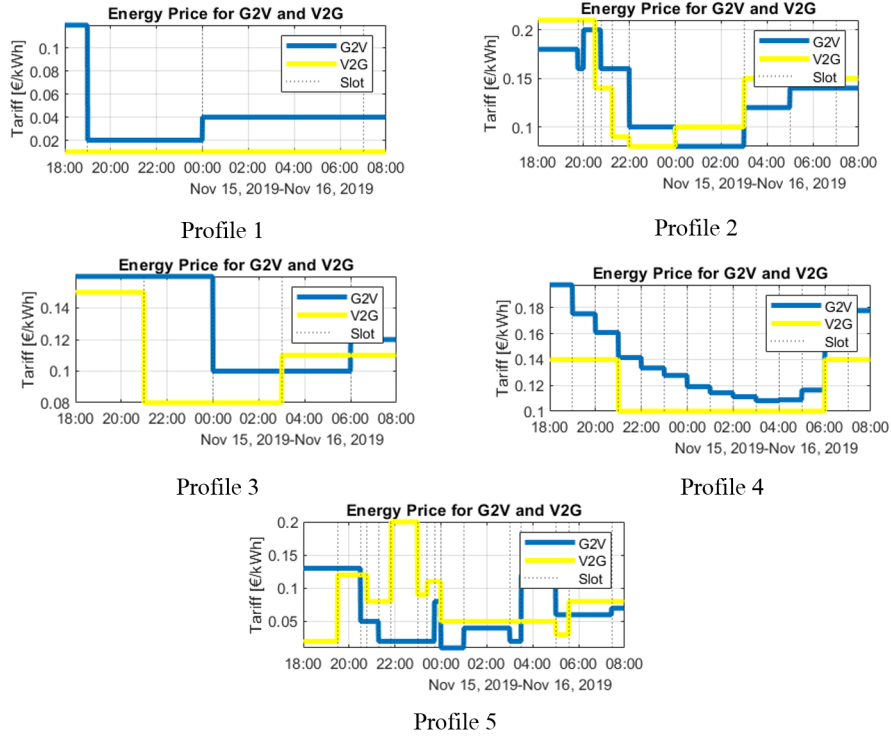 Energy Price for G2V and V2G
Tariff [€/kWh]
0.1
0.08
0.06
0.04
0.02
G2V
V2G
Slot
18:00 20:00 22:00 00:00 02:00 04:00 06:00 08:00
Nov 15, 2019-Nov 16, 2019
Profile 1
Energy Price for G2V and V2G
Tariff [€/kWh]
0.2
0.15
0.1
G2V
V2G
Slot
18:00 20:00 22:00 00:00 02:00 04:00 06:00 08:00
Nov 15, 2019-Nov 16, 2019
Profile 2
Energy Price for G2V and V2G
Tariff [€/kWh]
0.14
0.12
0.1
0.08
G2V
V2G
Slot
18:00 20:00 22:00 00:00 02:00 04:00 06:00 08:00
Nov 15, 2019-Nov 16, 2019
Profile 3
Energy Price for G2V and V2G
Tariff [€/kWh]
0.18
0.16
0.14
0.12
0.1
G2V
V2G
Slot
18:00 20:00 22:00 00:00 02:00 04:00 06:00 08:00
Nov 15, 2019-Nov 16, 2019
Profile 4
Energy Price for G2V and V2G
Tariff [€/kWh]
0.2
0.15
0.1
0.05
G2V
V2G
Slot
18:00 20:00 22:00 00:00 02:00 04:00 06:00 08:00
Nov 15, 2019-Nov 16, 2019
Profile 5